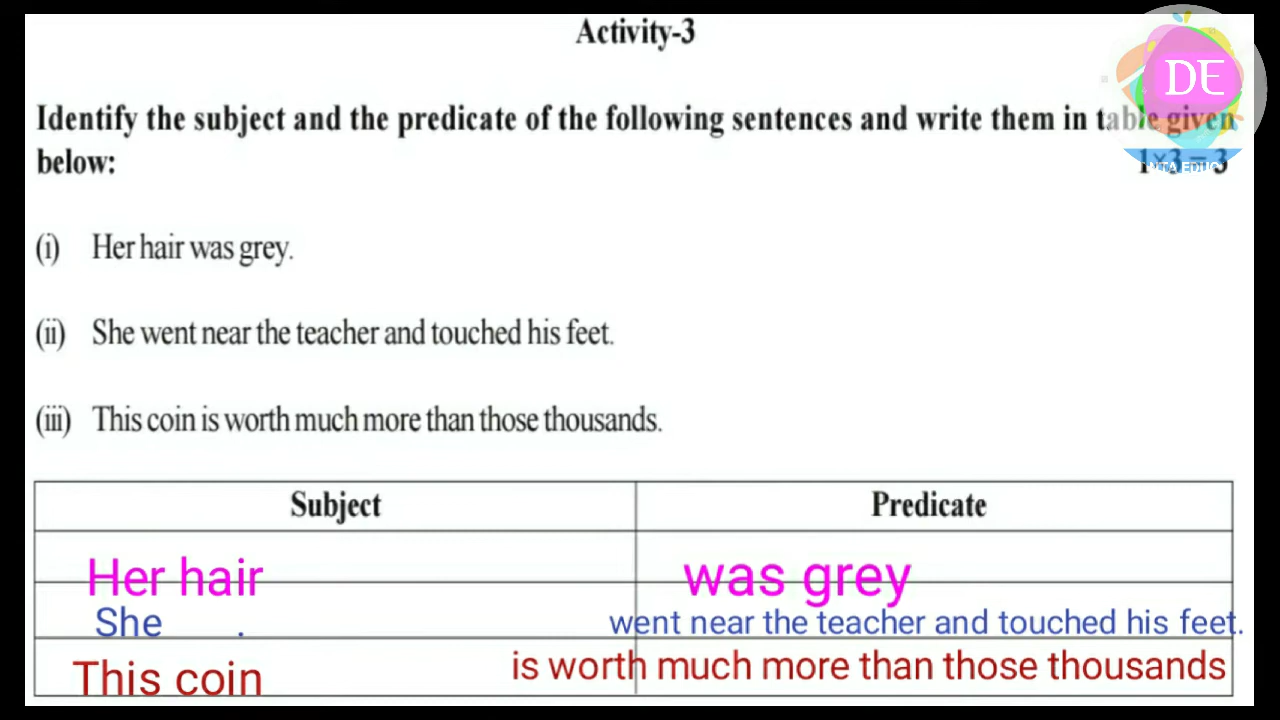 Activity-3
DE
Identify the subject and the predicate of the following sentences and write them in table given
below: 1×3=3
(i) Her hair was grey.
(ii) She went near the teacher and touched his feet.
(iii) This coin is worth much more than those thousands.
Subject Predicate
Her hair was grey
She . went near the teacher and touched his feet.
This coin is worth much more than those thousands